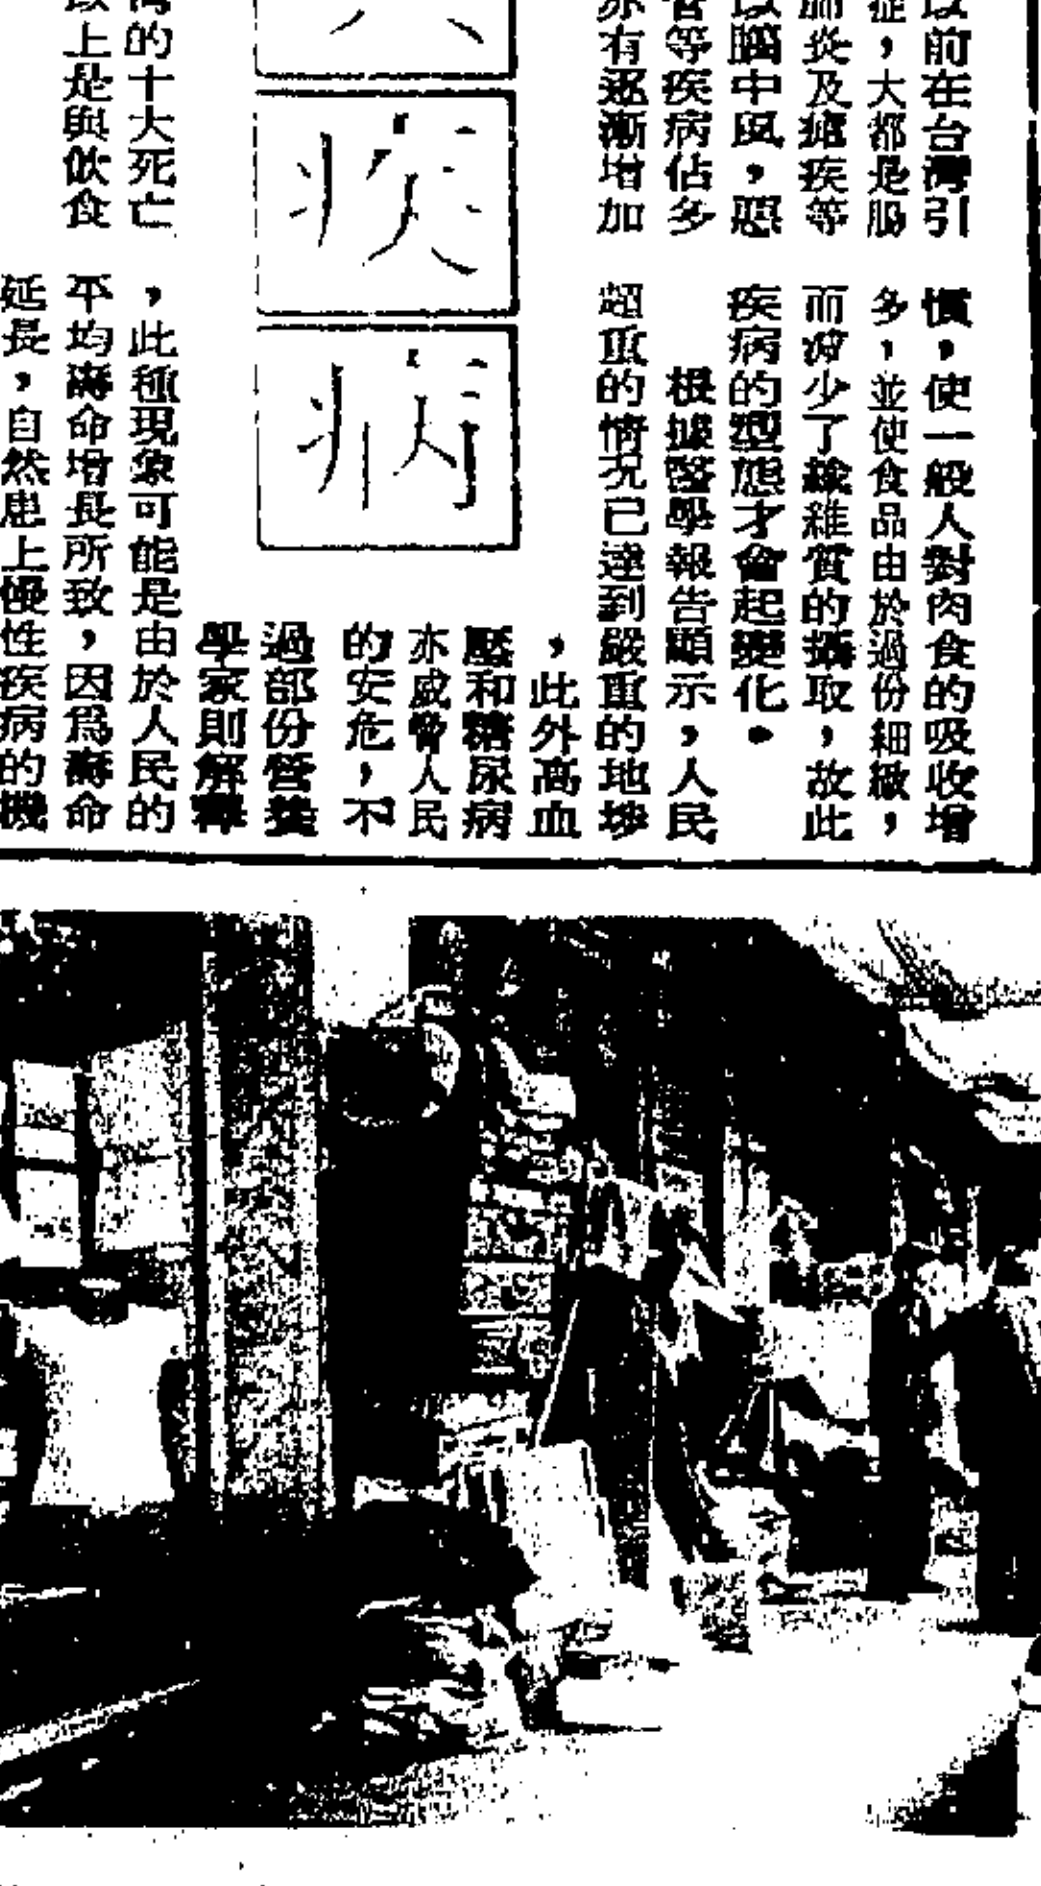 前在台灣引
症，大都是腸
肺炎及瘧疾等
以腦中風，惡
管等疾病佔多
亦有逐漸增加
疾
病
灣的十大死亡
以上是與飲食
慣，使一般人對肉食的吸收增
多，並使食品由於過份細緻，
而減少了纖維質的攝取，故此
疾病的型態才會起變化。
根據醫學報告顯示，人民
超重的情況已達到嚴重的地步
，此外高血
壓和糖尿病
亦威脅人民
的安危，不
過部份營養
學家則解釋
，此種現象可能是由於人民的
平均壽命增長所致，因爲壽命
延長，自然患上慢性疾病的機